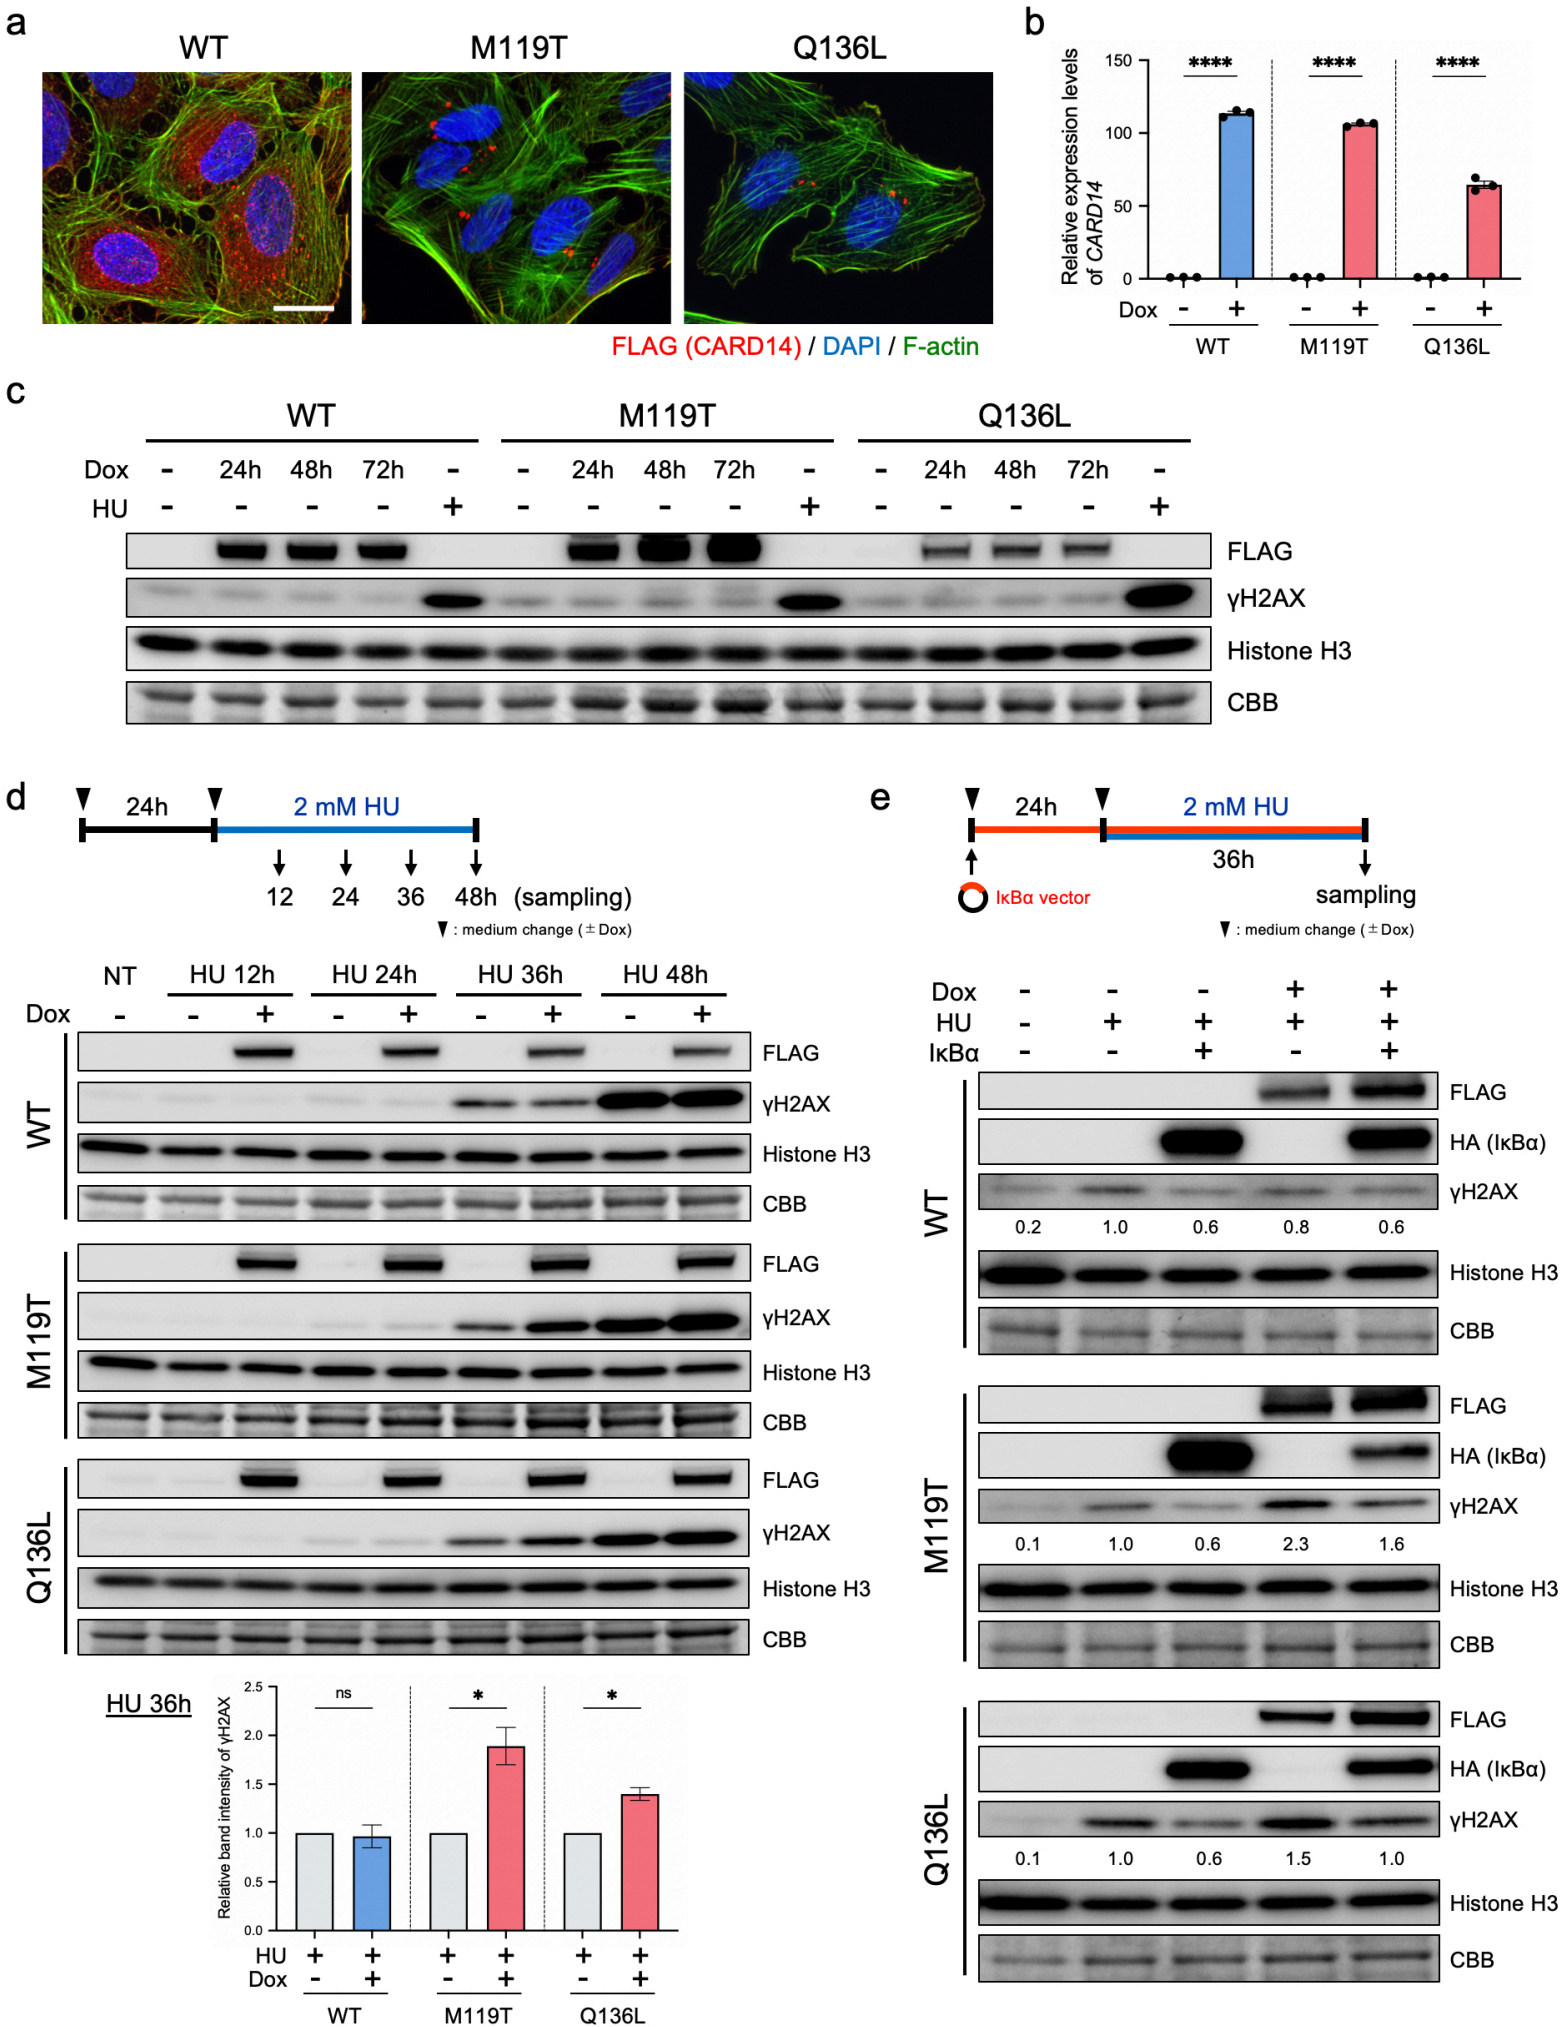 a
WT
M119T
Q136L
FLAG (CARD14) / DAPI / F-actin
b
Relative expression levels
of CARD14
150
100
50
0
**** **** ****
Dox - + - + - +
WT M119T Q136L
c
WT M119T Q136L
Dox - 24h 48h 72h - - 24h 48h 72h - - 24h 48h 72h -
HU - - - - + - - - - + - - - - +
FLAG
γH2AX
Histone H3
CBB
d
24h 2 mM HU
12 24 36 48h (sampling)
: medium change (±Dox)
NT HU 12h HU 24h HU 36h HU 48h
Dox - - + - + - + - +
WT
FLAG
γH2AX
Histone H3
CBB
M119T
FLAG
γH2AX
Histone H3
CBB
Q136L
FLAG
γH2AX
Histone H3
CBB
HU 36h
Relative band intensity of γH2AX
2.5
2.0
1.5
1.0
0.5
0.0
ns * *
HU + + + + + +
Dox - + - + - +
WT M119T Q136L
e
24h 2 mM HU
36h
IκBα vector
sampling
: medium change (±Dox)
Dox - - - + +
HU - + + + +
IκBα - - + - +
WT
FLAG
HA (IκBα)
γH2AX
0.2 1.0 0.6 0.8 0.6
Histone H3
CBB
M119T
FLAG
HA (IκBα)
γH2AX
0.1 1.0 0.6 2.3 1.6
Histone H3
CBB
Q136L
FLAG
HA (IκBα)
γH2AX
0.1 1.0 0.6 1.5 1.0
Histone H3
CBB